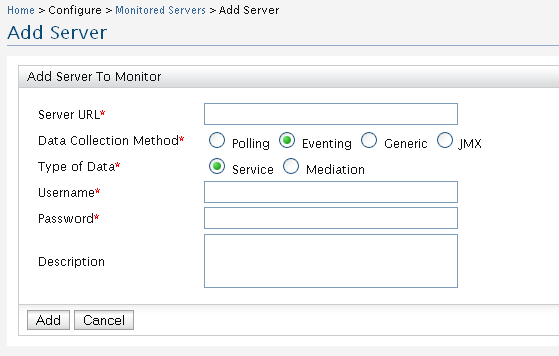 Home > Configure > Monitored Servers > Add Server
Add Server
Add Server To Monitor
Server URL*
Data Collection Method* Polling Eventing Generic JMX
Type of Data* Service Mediation
Username*
Password*
Description
Add Cancel